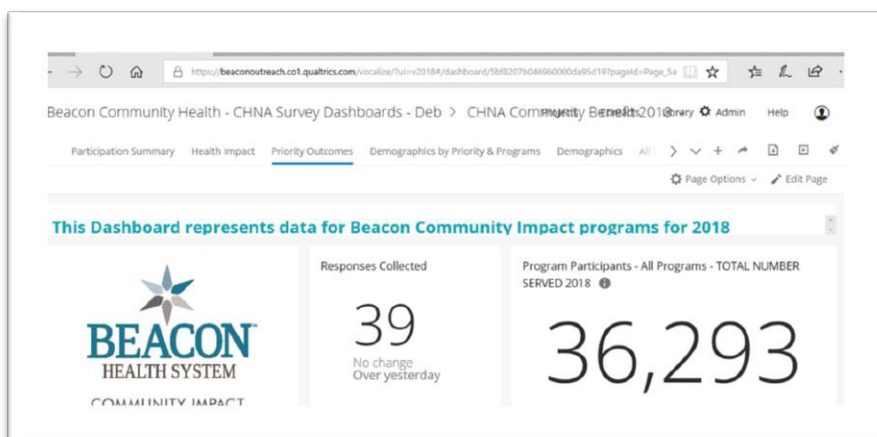 https://beaconoutreach.co1.qualtrics.com/vocalize/?ui=v2018#/dashboard/5bf8207b046960000da95d19?pageId=Page_5a
Beacon Community Health - CHNA Survey Dashboards - Deb > CHNA Community Benefit 2018 Admin Help
Participation Summary Health Impact Priority Outcomes Demographics by Priority & Programs Demographics All
Page Options Edit Page
This Dashboard represents data for Beacon Community Impact programs for 2018
BEACON
HEALTH SYSTEM
COMMUNITY IMPACT
Responses Collected
39
No change
Over yesterday
Program Participants - All Programs - TOTAL NUMBER
SERVED 2018
36,293